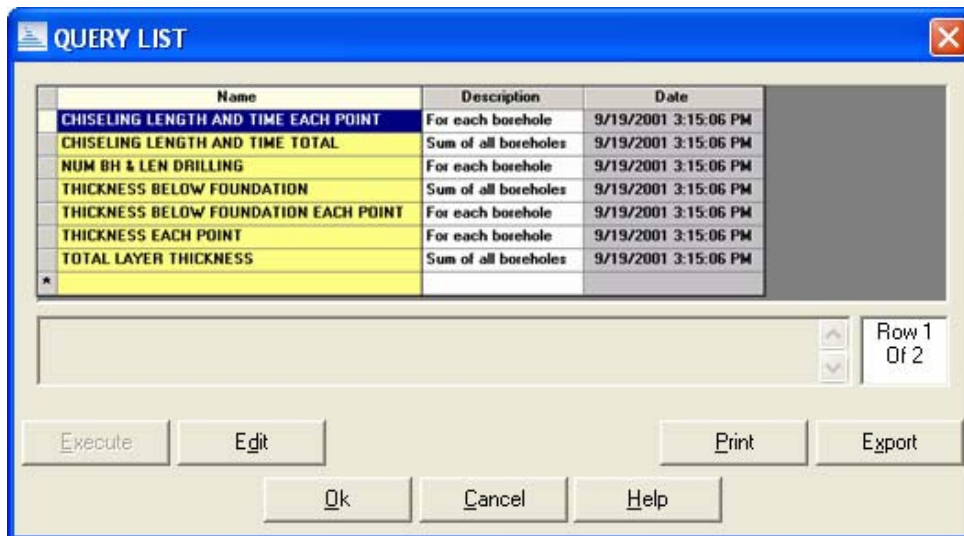 QUERY LIST
Name Description Date
CHISELING LENGTH AND TIME EACH POINT For each borehole 9/19/2001 3:15:06 PM
CHISELING LENGTH AND TIME TOTAL Sum of all boreholes 9/19/2001 3:15:06 PM
NUM BH & LEN DRILLING For each borehole 9/19/2001 3:15:06 PM
THICKNESS BELOW FOUNDATION Sum of all boreholes 9/19/2001 3:15:06 PM
THICKNESS BELOW FOUNDATION EACH POINT For each borehole 9/19/2001 3:15:06 PM
THICKNESS EACH POINT For each borehole 9/19/2001 3:15:06 PM
TOTAL LAYER THICKNESS Sum of all boreholes 9/19/2001 3:15:06 PM
*
Row 1
Of 2
Execute Edit Print Export
Ok Cancel Help